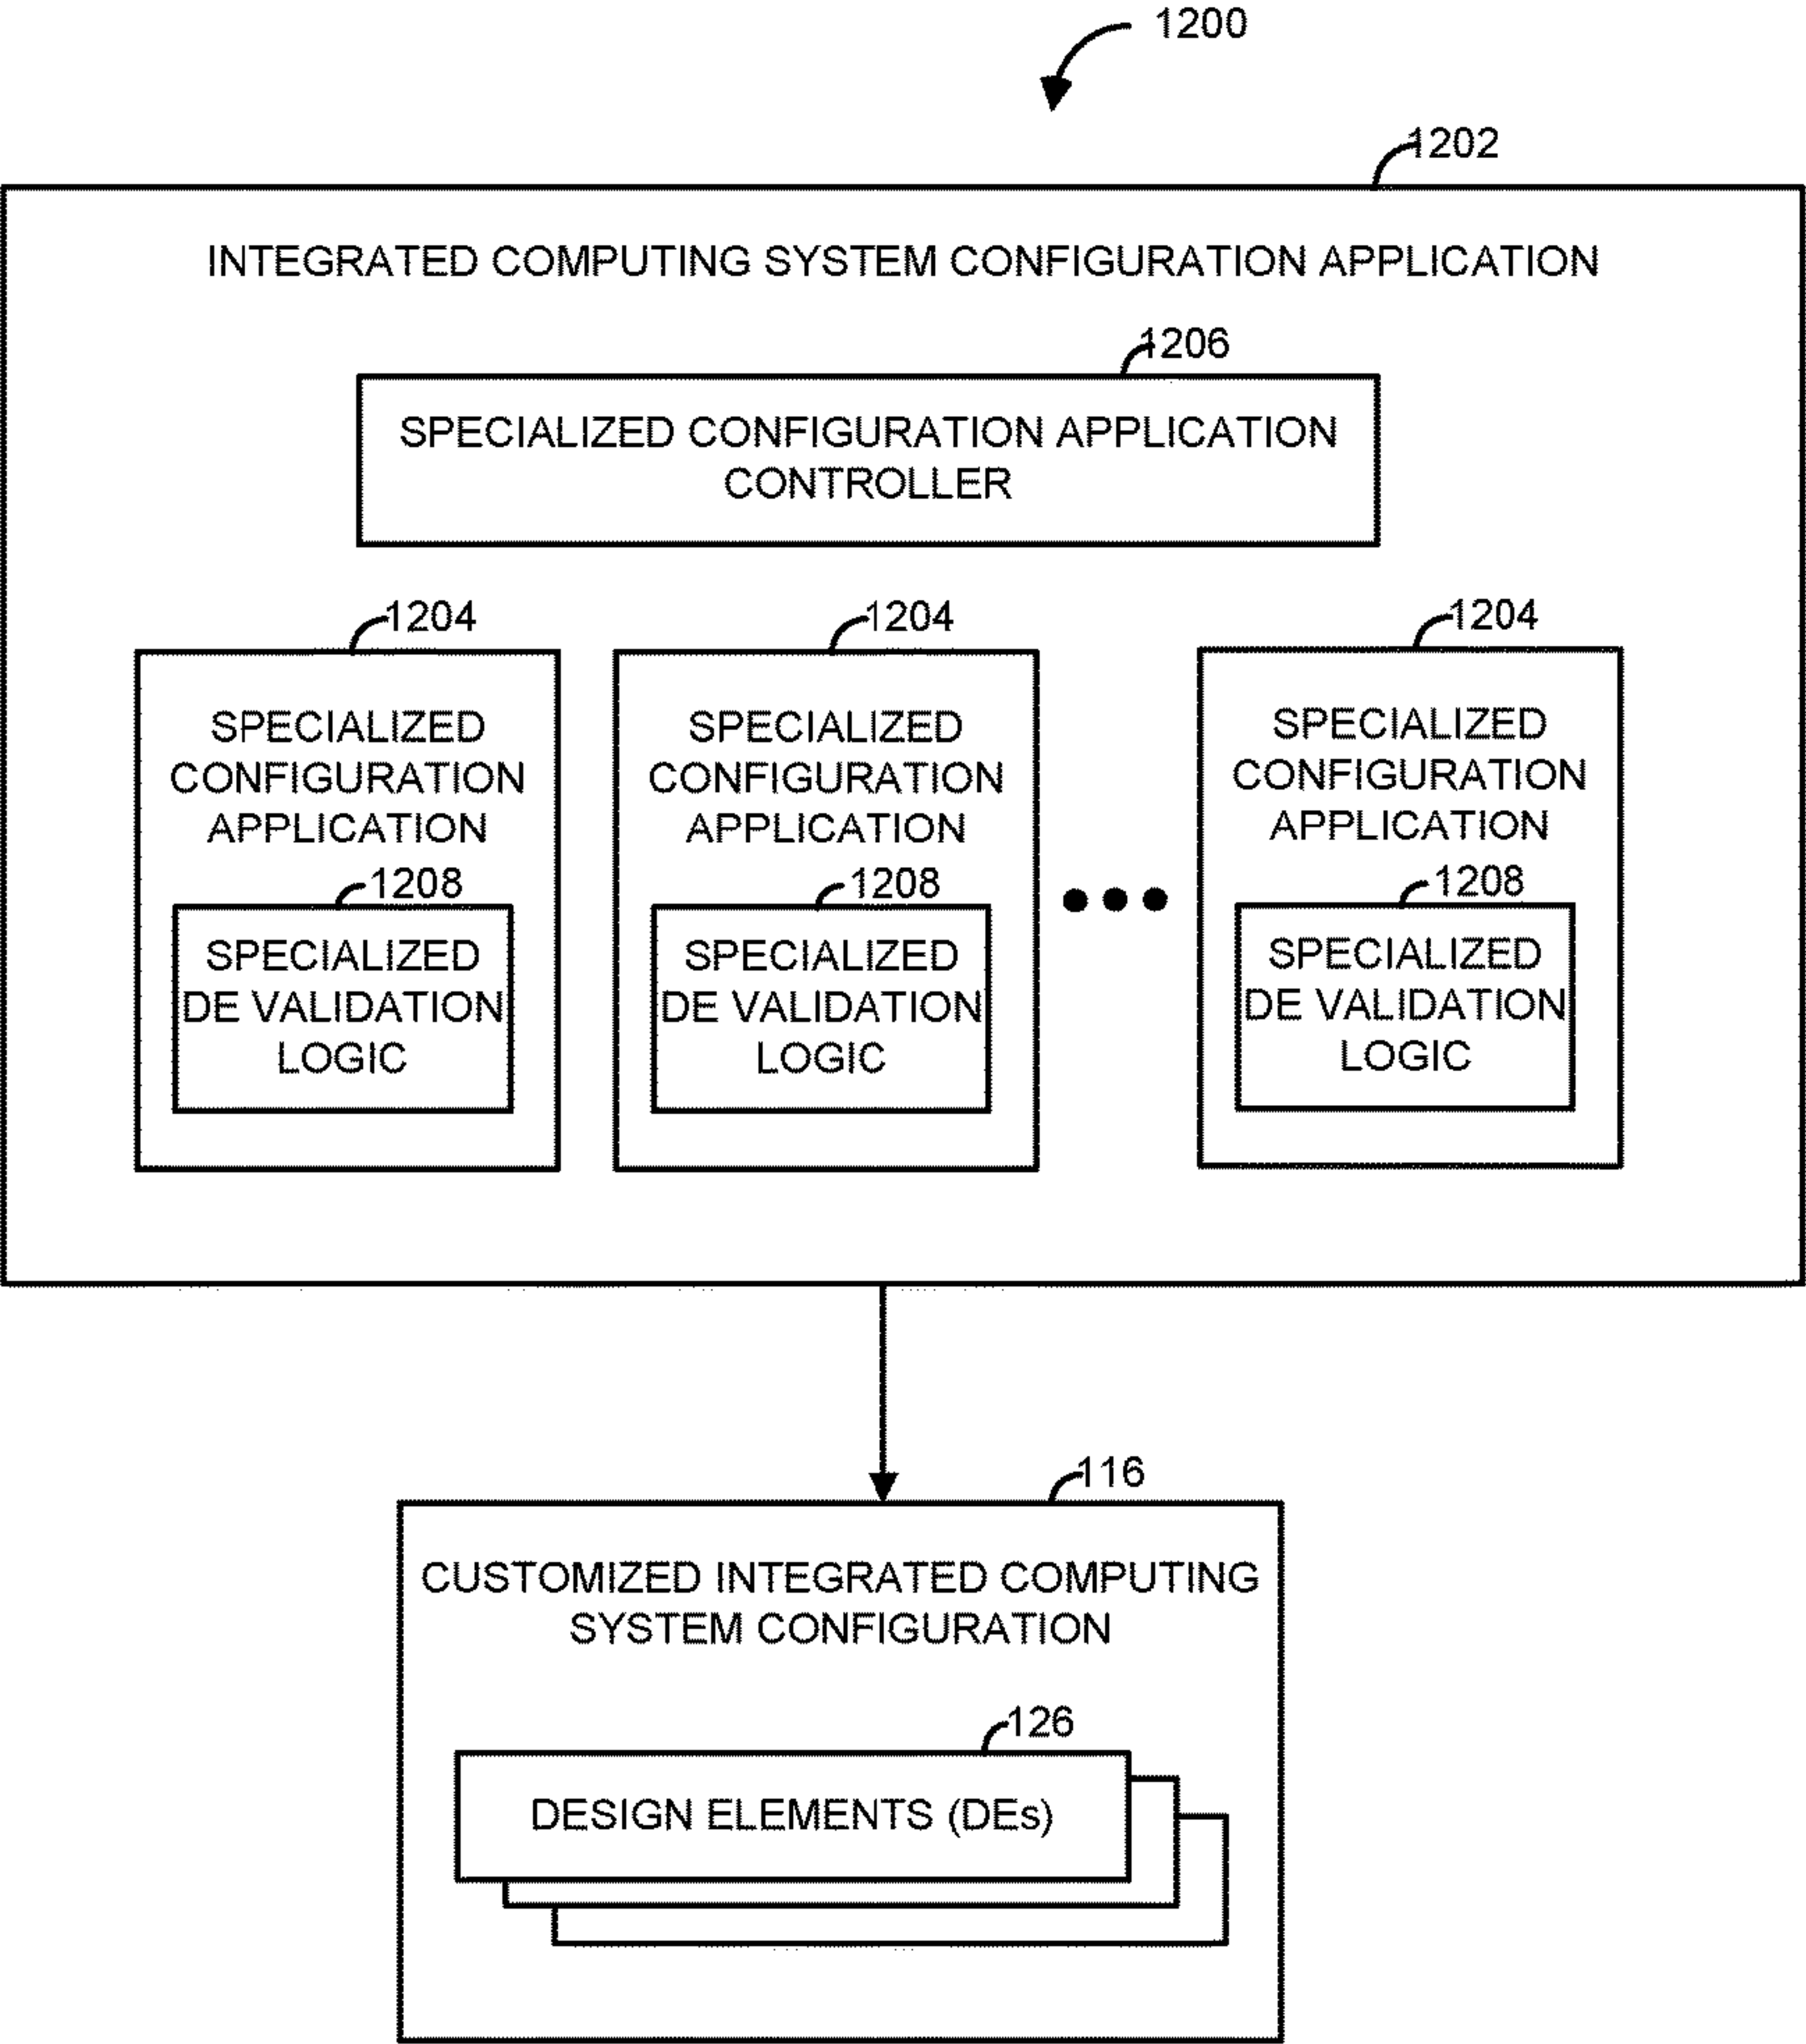 1200
1202
INTEGRATED COMPUTING SYSTEM CONFIGURATION APPLICATION
1206
SPECIALIZED CONFIGURATION APPLICATION
CONTROLLER
1204
SPECIALIZED
CONFIGURATION
APPLICATION
1208
SPECIALIZED
DE VALIDATION
LOGIC
1204
SPECIALIZED
CONFIGURATION
APPLICATION
1208
SPECIALIZED
DE VALIDATION
LOGIC
1204
SPECIALIZED
CONFIGURATION
APPLICATION
1208
SPECIALIZED
DE VALIDATION
LOGIC
116
CUSTOMIZED INTEGRATED COMPUTING
SYSTEM CONFIGURATION
126
DESIGN ELEMENTS (DEs)